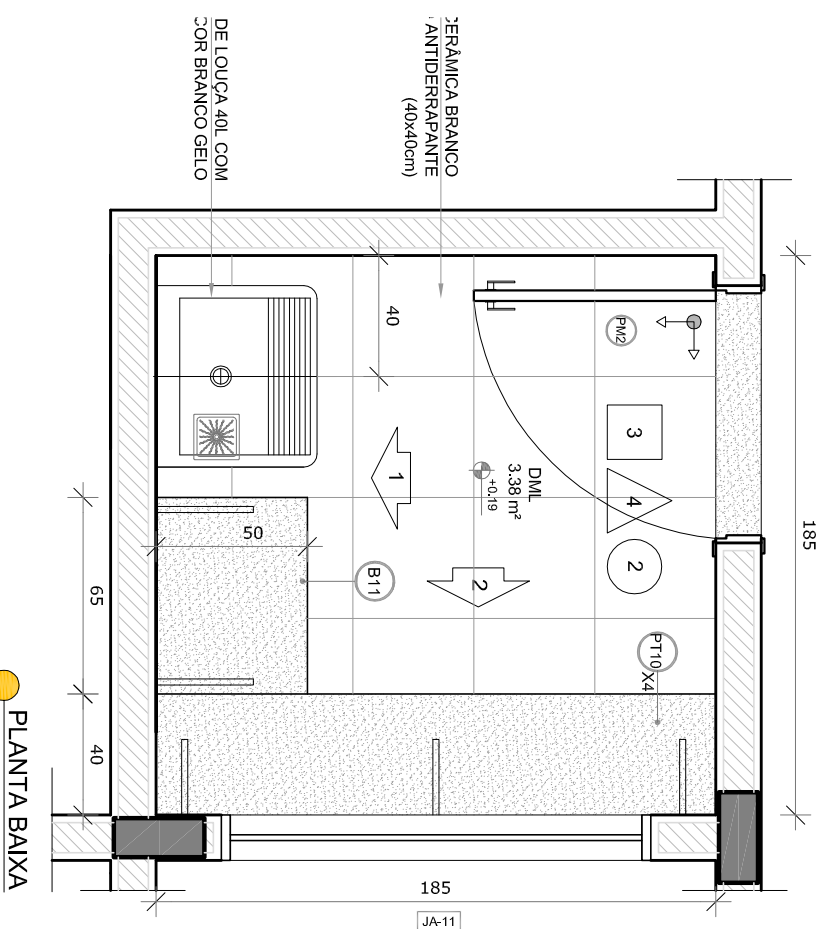 DE LOUÇA 40L COM
COR BRANCO GELO
CERÂMICA BRANCO
ANTIDERRAPANTE
(40x40cm)
40
PM2
3
4
2
185
1
DML
3.38 m²
+0.19
50
B11
2
65
PT10
X4
40
PLANTA BAIXA
185
JA-11